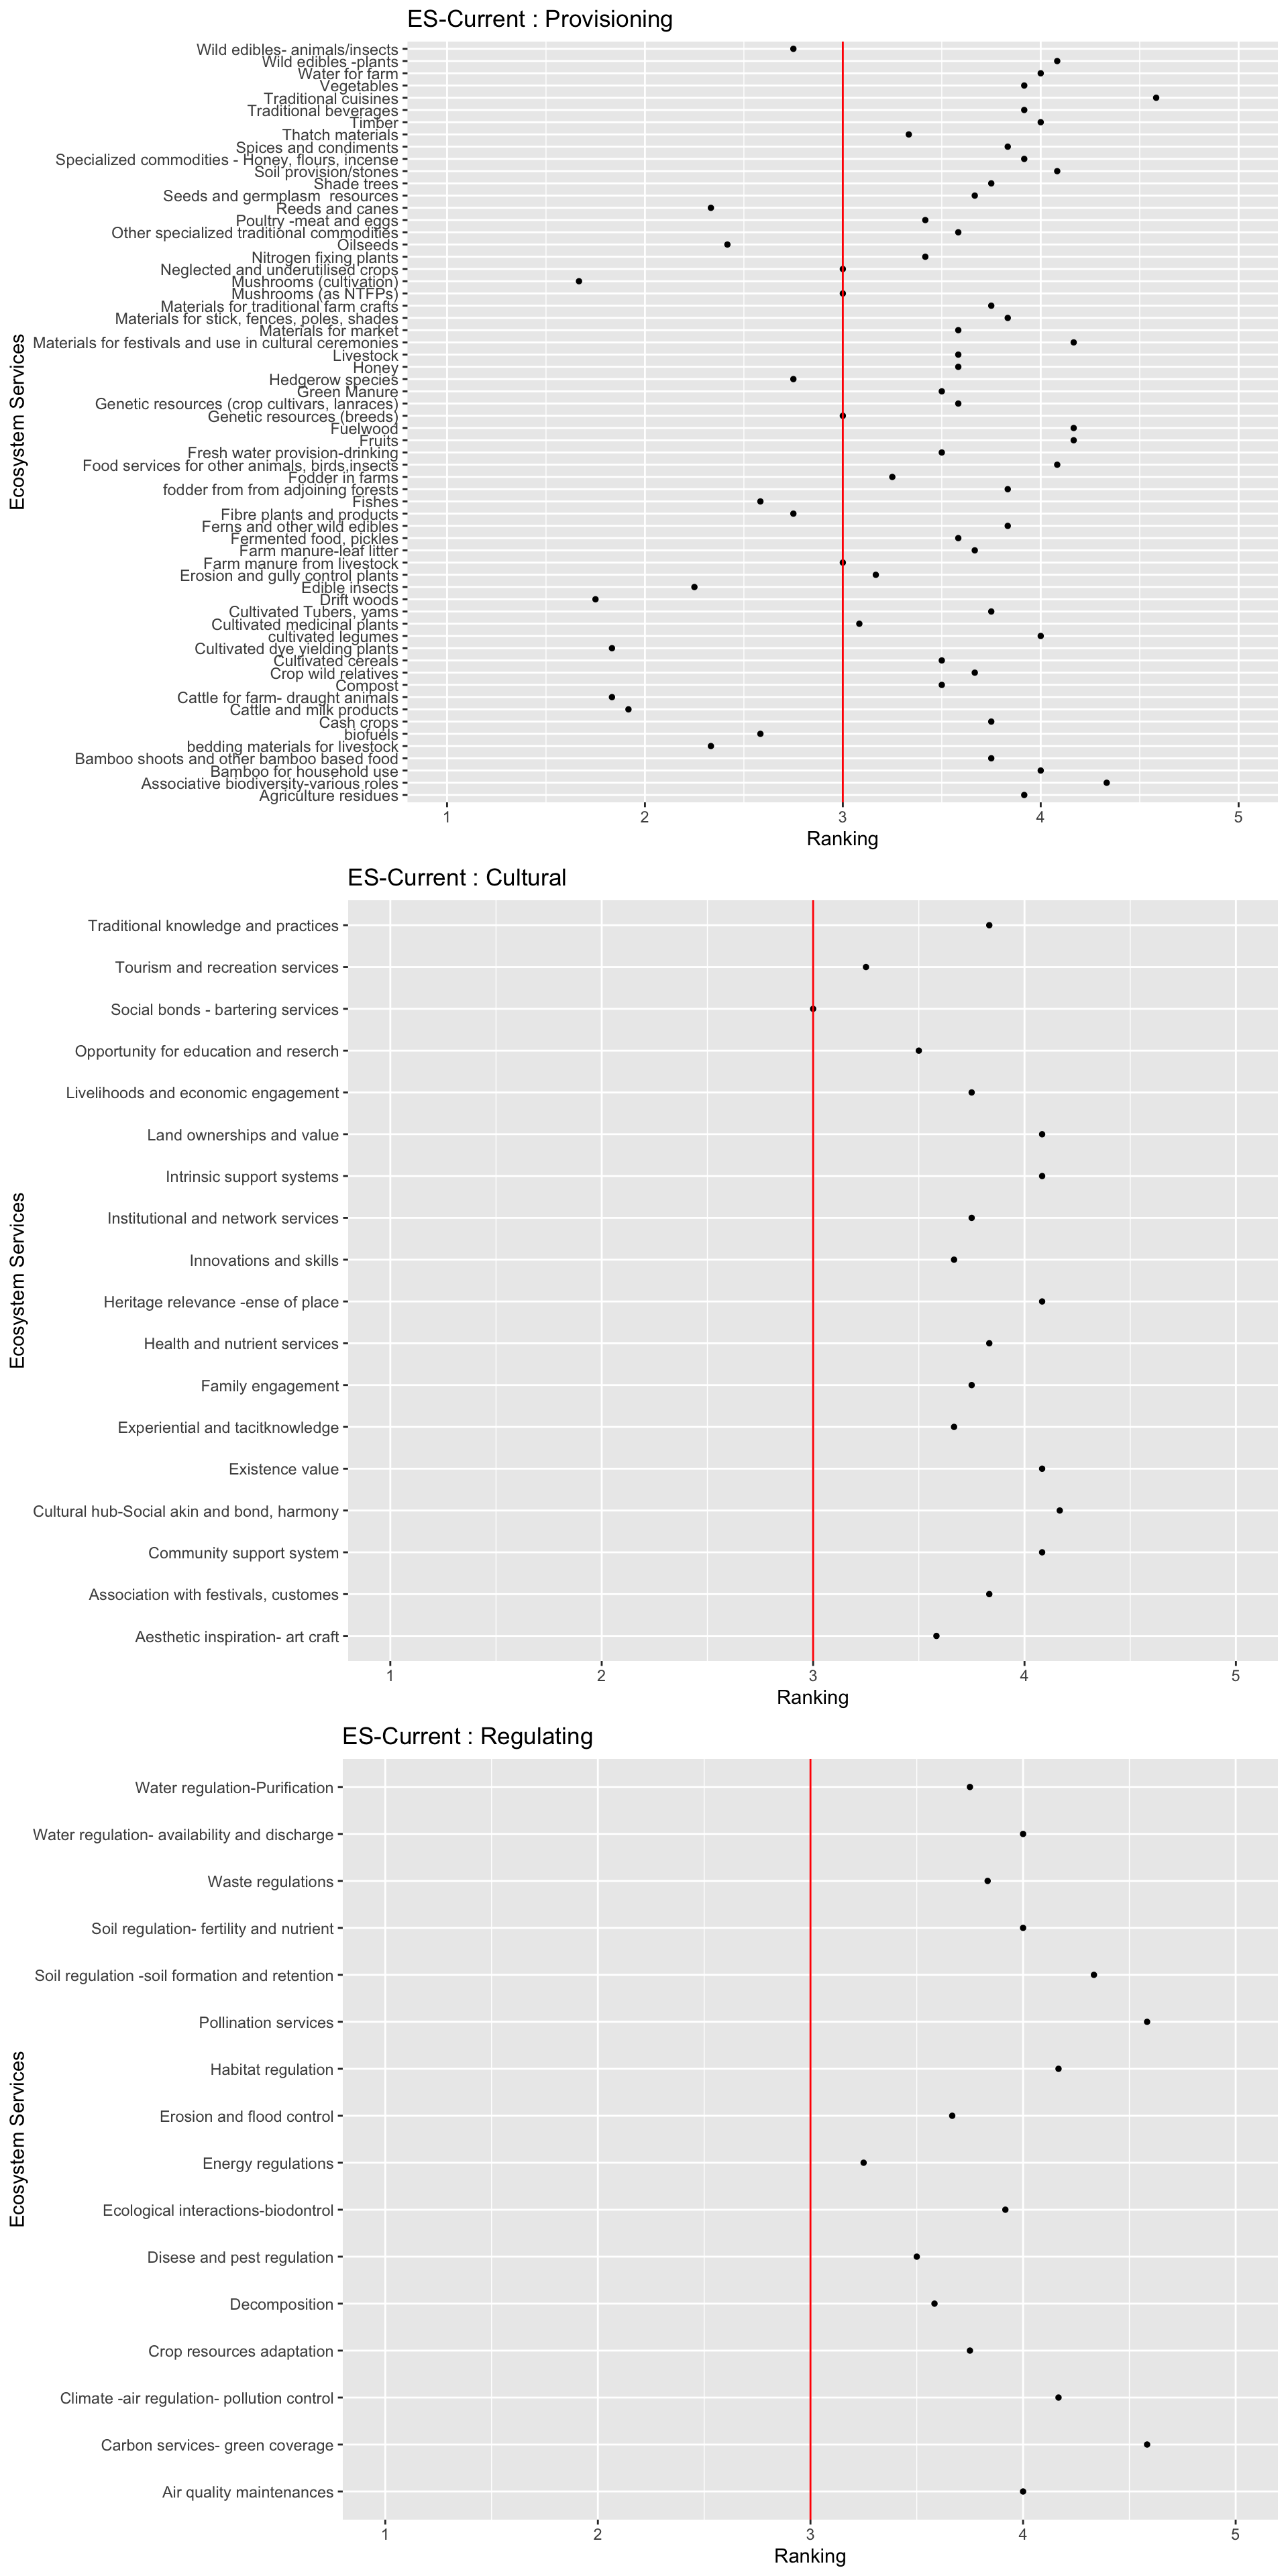 ES-Current : Provisioning
Wild edibles- animals/insects
Wild edibles -plants
Water for farm
Vegetables
Traditional cuisines
Traditional beverages
Timber
Thatch materials
Spices and condiments
Specialized commodities - Honey, flours, incense
Soil provision/stones
Shade trees
Seeds and germplasm  resources
Reeds and canes
Poultry -meat and eggs
Other specialized traditional commodities
Oilseeds
Nitrogen fixing plants
Neglected and underutilised crops
Mushrooms (cultivation)
Mushrooms (as NTFPs)
Materials for traditional farm crafts
Materials for stick, fences, poles, shades
Materials for market
Materials for festivals and use in cultural ceremonies
Livestock
Honey
Hedgerow species
Green Manure
Genetic resources (crop cultivars, lanraces)
Genetic resources (breeds)
Fuelwood
Fruits
Fresh water provision-drinking
Food services for other animals, birds,insects
Fodder in farms
fodder from from adjoining forests
Fishes
Fibre plants and products
Ferns and other wild edibles
Fermented food, pickles
Farm manure-leaf litter
Farm manure from livestock
Erosion and gully control plants
Edible insects
Drift woods
Cultivated Tubers, yams
Cultivated medicinal plants
cultivated legumes
Cultivated dye yielding plants
Cultivated cereals
Crop wild relatives
Compost
Cattle for farm- draught animals
Cattle and milk products
Cash crops
biofuels
bedding materials for livestock
Bamboo shoots and other bamboo based food
Bamboo for household use
Associative biodiversity-various roles
Agriculture residues
Ecosystem Services
1 2 3 4 5
Ranking
ES-Current : Cultural
Traditional knowledge and practices
Tourism and recreation services
Social bonds - bartering services
Opportunity for education and reserch
Livelihoods and economic engagement
Land ownerships and value
Intrinsic support systems
Institutional and network services
Innovations and skills
Heritage relevance -ense of place
Health and nutrient services
Family engagement
Experiential and tacitknowledge
Existence value
Cultural hub-Social akin and bond, harmony
Community support system
Association with festivals, customes
Aesthetic inspiration- art craft
Ecosystem Services
1 2 3 4 5
Ranking
ES-Current : Regulating
Water regulation-Purification
Water regulation- availability and discharge
Waste regulations
Soil regulation- fertility and nutrient
Soil regulation -soil formation and retention
Pollination services
Habitat regulation
Erosion and flood control
Energy regulations
Ecological interactions-biodontrol
Disese and pest regulation
Decomposition
Crop resources adaptation
Climate -air regulation- pollution control
Carbon services- green coverage
Air quality maintenances
Ecosystem Services
1 2 3 4 5
Ranking